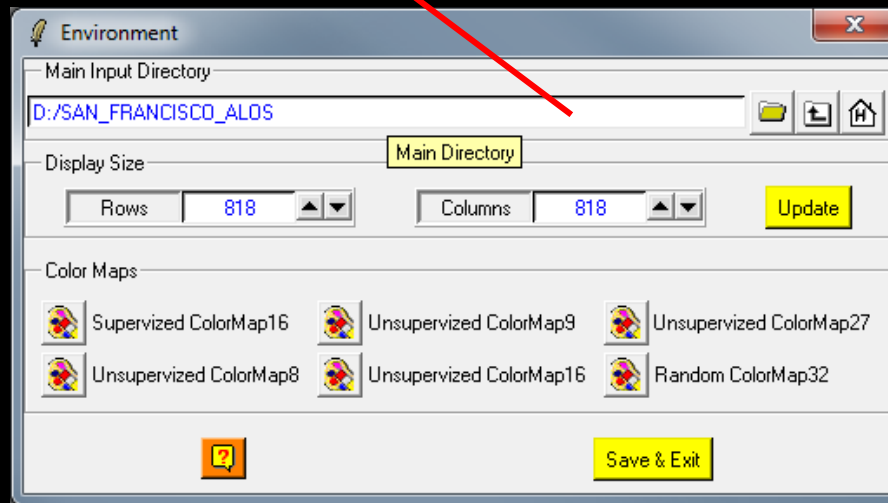 Environment
Main Input Directory
D:/SAN_FRANCISCO_ALOS
H
Main Directory
Display Size
Rows 818 Columns 818 Update
Color Maps
Supervized ColorMap16 Unsupervized ColorMap9 Unsupervized ColorMap27
Unsupervized ColorMap8 Unsupervized ColorMap16 Random ColorMap32
? Save & Exit